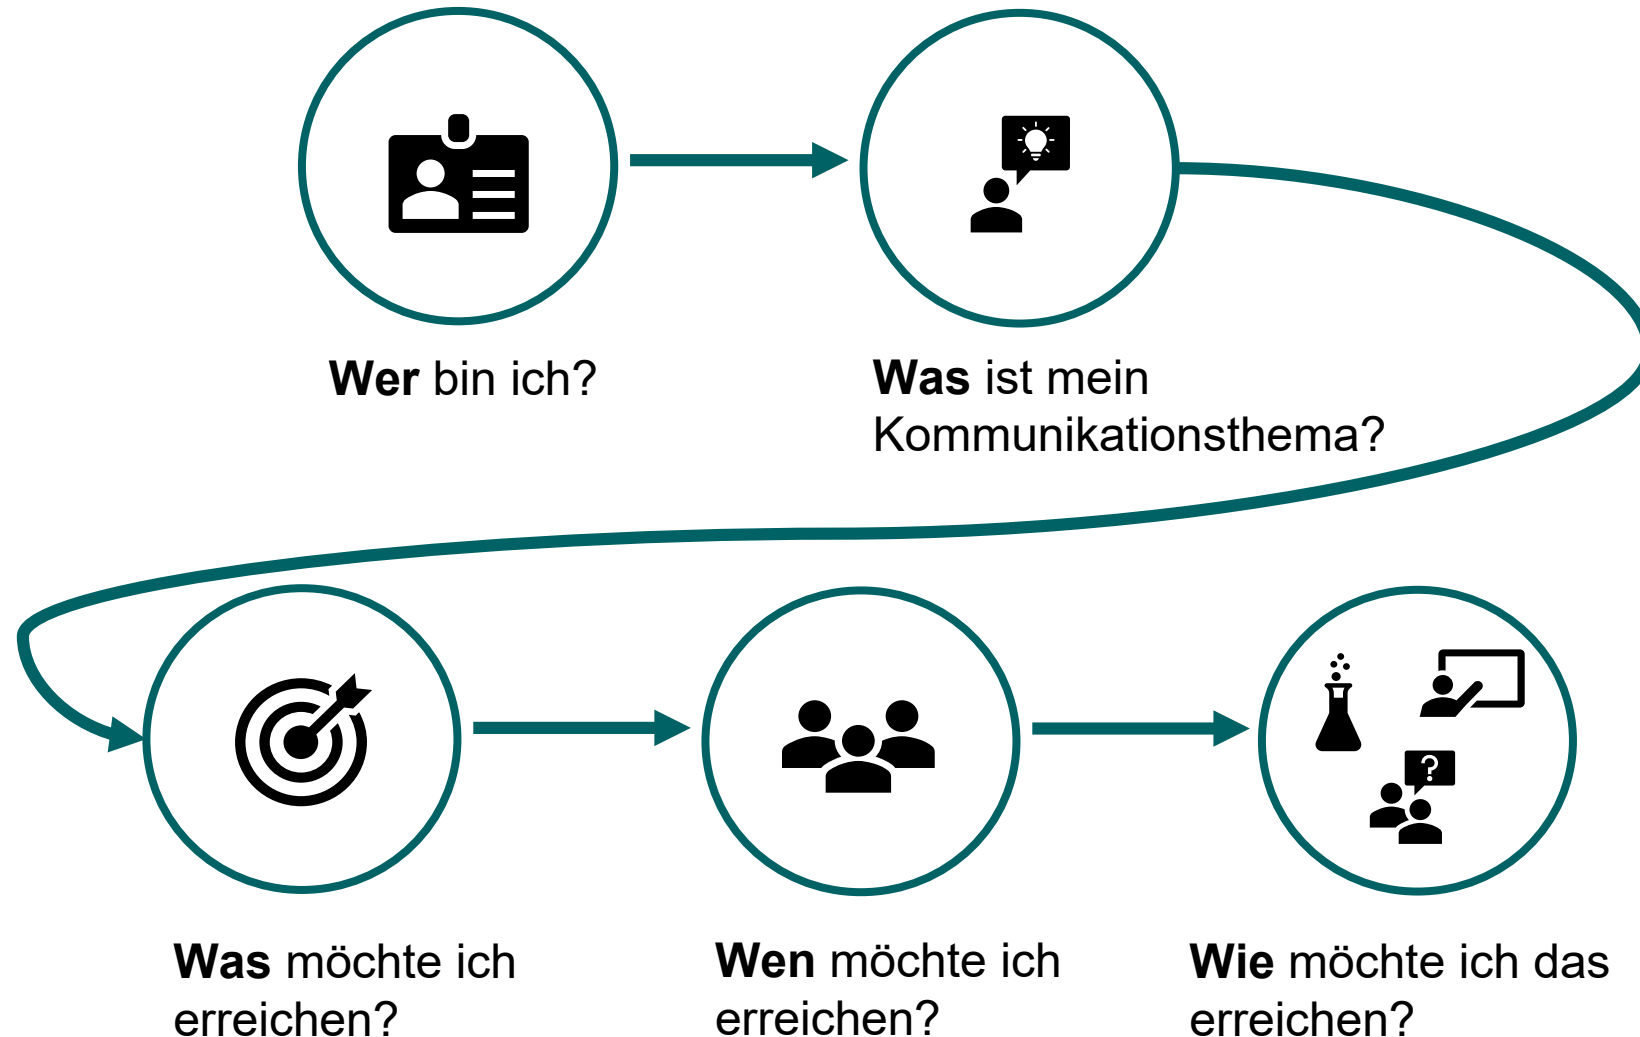 Wer bin ich?
Was ist mein
Kommunikationsthema?
?
Was möchte ich
erreichen?
Wen möchte ich
erreichen?
Wie möchte ich das
erreichen?